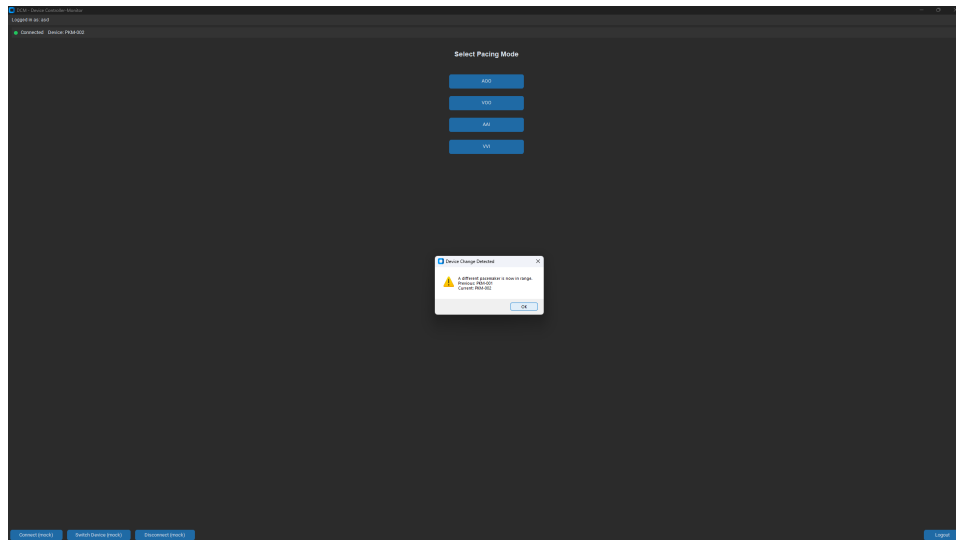 DCM - Device Controller-Monitor
Logged in as: asd
Connected Device: PKM-002
Select Pacing Mode
AOO
VOO
AAI
VVI
Device Change Detected
A different pacemaker is now in range.
Previous: PKM-001
Current: PKM-002
OK
Connect (mock) Switch Device (mock) Disconnect (mock) Logout